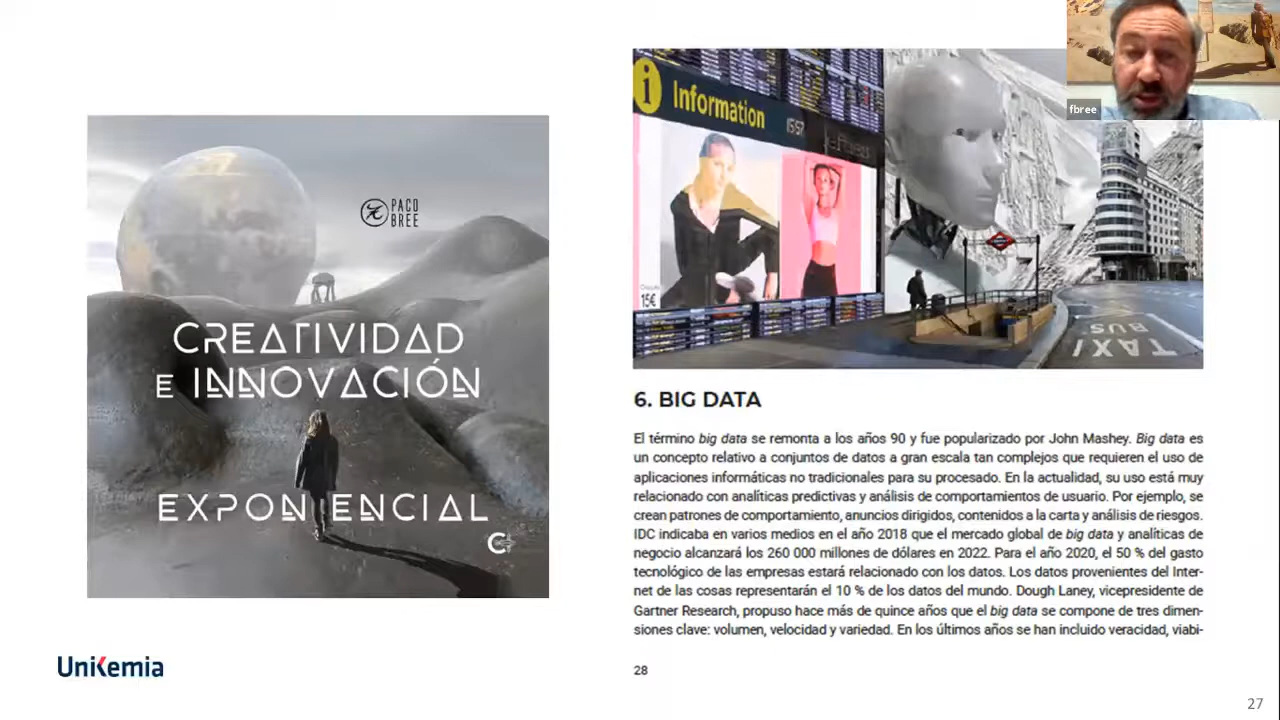 PACO
BREE
CREATIVIDAD
E INNOVACIÓN
EXPONENCIAL
UniKemia
i Information
15:57
15€
TAXI
BUS
6. BIG DATA
El término big data se remonta a los años 90 y fue popularizado por John Mashey. Big data es
un concepto relativo a conjuntos de datos a gran escala tan complejos que requieren el uso de
aplicaciones informáticas no tradicionales para su procesado. En la actualidad, su uso está muy
relacionado con analíticas predictivas y análisis de comportamientos de usuario. Por ejemplo, se
crean patrones de comportamiento, anuncios dirigidos, contenidos a la carta y análisis de riesgos.
IDC indicaba en varios medios en el año 2018 que el mercado global de big data y analíticas de
negocio alcanzará los 260 000 millones de dólares en 2022. Para el año 2020, el 50 % del gasto
tecnológico de las empresas estará relacionado con los datos. Los datos provenientes del Inter-
net de las cosas representarán el 10 % de los datos del mundo. Dough Laney, vicepresidente de
Gartner Research, propuso hace más de quince años que el big data se compone de tres dimen-
siones clave: volumen, velocidad y variedad. En los últimos años se han incluido veracidad, viabi-
28
fbree
27